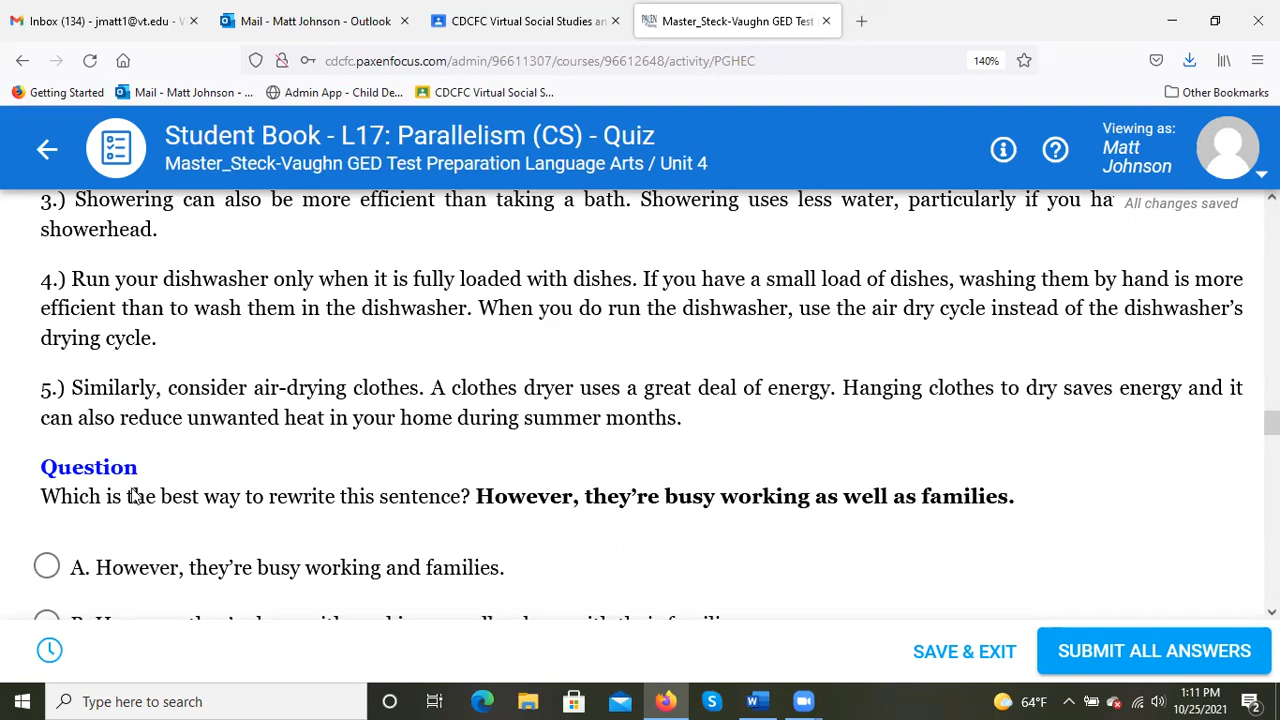 Inbox (134) - jmatt1@vt.edu -
Mail - Matt Johnson - Outlook
CDCFC Virtual Social Studies an
Master_Steck-Vaughn GED Test
cdcfc.paxenfocus.com/admin/96611307/courses/96612648/activity/PGHEC
140%
Getting Started
Mail - Matt Johnson - ...
Admin App - Child De...
CDCFC Virtual Social S...
Other Bookmarks
Student Book - L17: Parallelism (CS) - Quiz
Master_Steck-Vaughn GED Test Preparation Language Arts / Unit 4
Viewing as:
Matt
Johnson
All changes saved
3.) Showering can also be more efficient than taking a bath. Showering uses less water, particularly if you ha
showerhead.
4.) Run your dishwasher only when it is fully loaded with dishes. If you have a small load of dishes, washing them by hand is more
efficient than to wash them in the dishwasher. When you do run the dishwasher, use the air dry cycle instead of the dishwasher’s
drying cycle.
5.) Similarly, consider air-drying clothes. A clothes dryer uses a great deal of energy. Hanging clothes to dry saves energy and it
can also reduce unwanted heat in your home during summer months.
Question
Which is the best way to rewrite this sentence? However, they’re busy working as well as families.
A. However, they’re busy working and families.
SAVE & EXIT
SUBMIT ALL ANSWERS
Type here to search
64°F
1:11 PM
10/25/2021
2